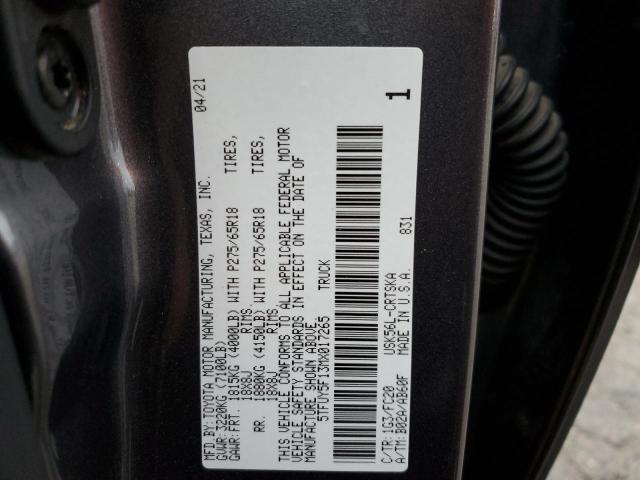 MFD. BY: TOYOTA MOTOR MANUFACTURING, TEXAS, INC. 04/21
GVWR: 3220KG (7100LB)
GAWR: FRT. 1815KG (4000LB) WITH P275/65R18 TIRES,
18X8J RIMS,
RR. 1880KG (4150LB) WITH P275/65R18 TIRES,
18X8J RIMS,
THIS VEHICLE CONFORMS TO ALL APPLICABLE FEDERAL MOTOR
VEHICLE SAFETY STANDARDS IN EFFECT ON THE DATE OF
MANUFACTURE SHOWN ABOVE.
5TFUY5F13MX017265 TRUCK
1
C/TR: 1G3/FC20 USK56L-CRTSKA 831
A/TM: B02A/AB60F MADE IN U.S.A.